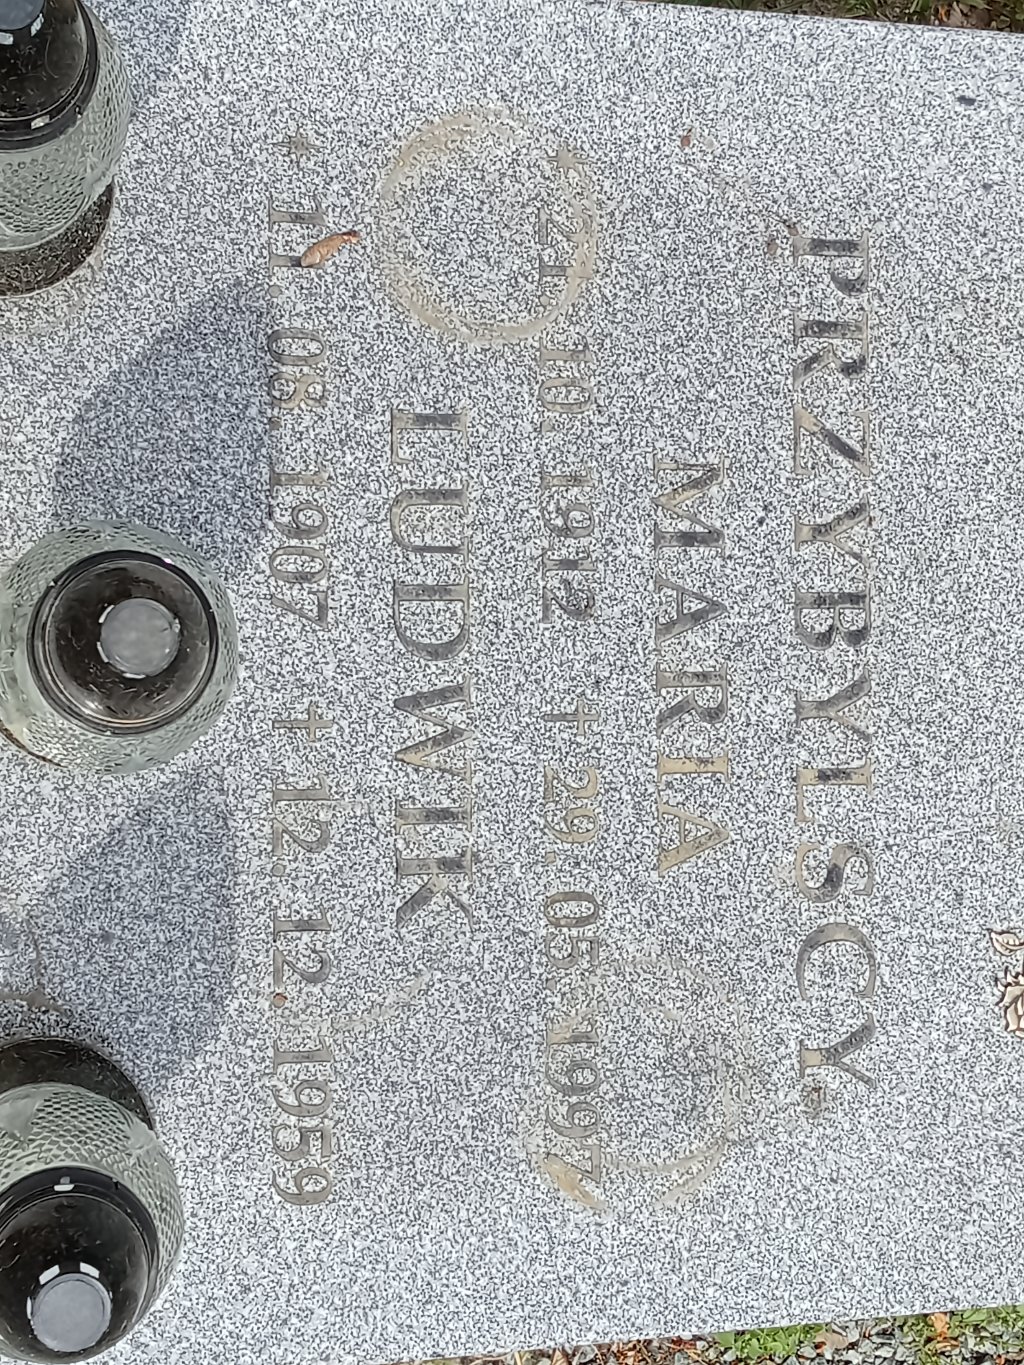 PRZYBYLSCY
MARIA
* 21. 10. 1912 + 29. 05. 1997
LUDWIK
* 11. 08. 1907 + 12. 12. 1959